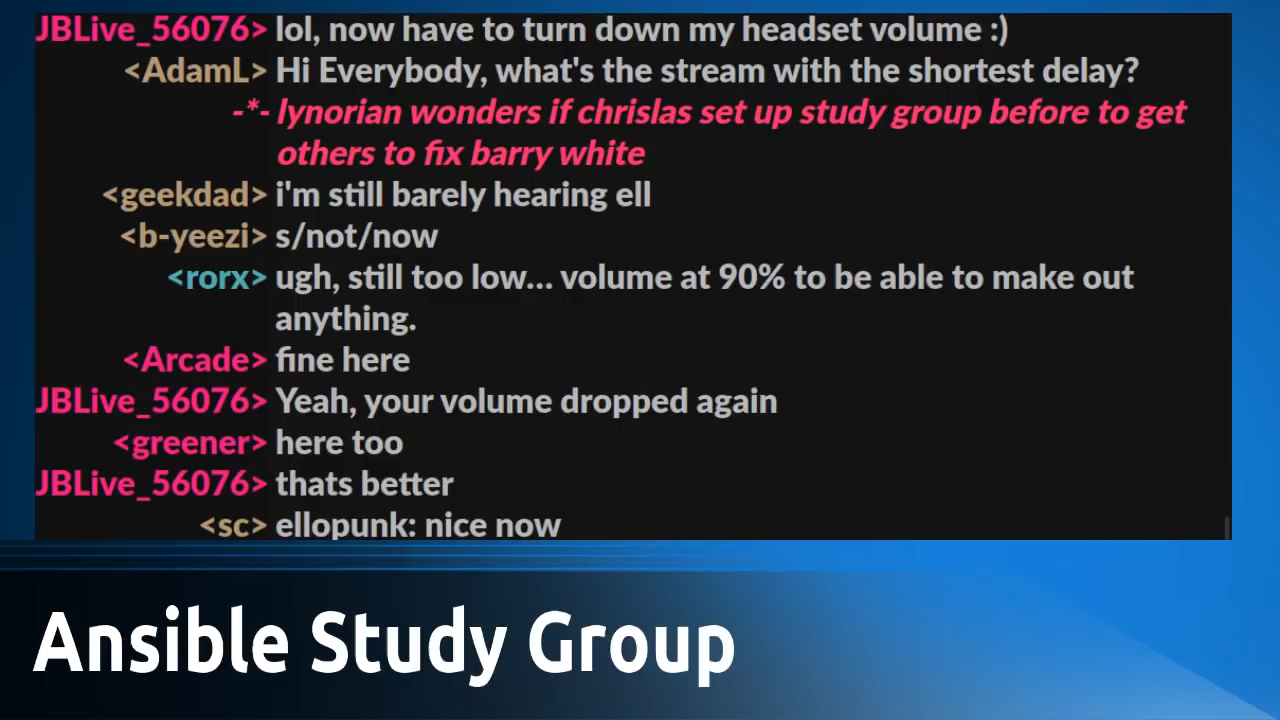 JBLive_56076> lol, now have to turn down my headset volume :)
<AdamL> Hi Everybody, what's the stream with the shortest delay?
-*- lynorian wonders if chrislas set up study group before to get
others to fix barry white
<geekdad> i'm still barely hearing ell
<b-yeezi> s/not/now
<rorx> ugh, still too low... volume at 90% to be able to make out
anything.
<Arcade> fine here
JBLive_56076> Yeah, your volume dropped again
<greener> here too
JBLive_56076> thats better
<sc> ellopunk: nice now
Ansible Study Group